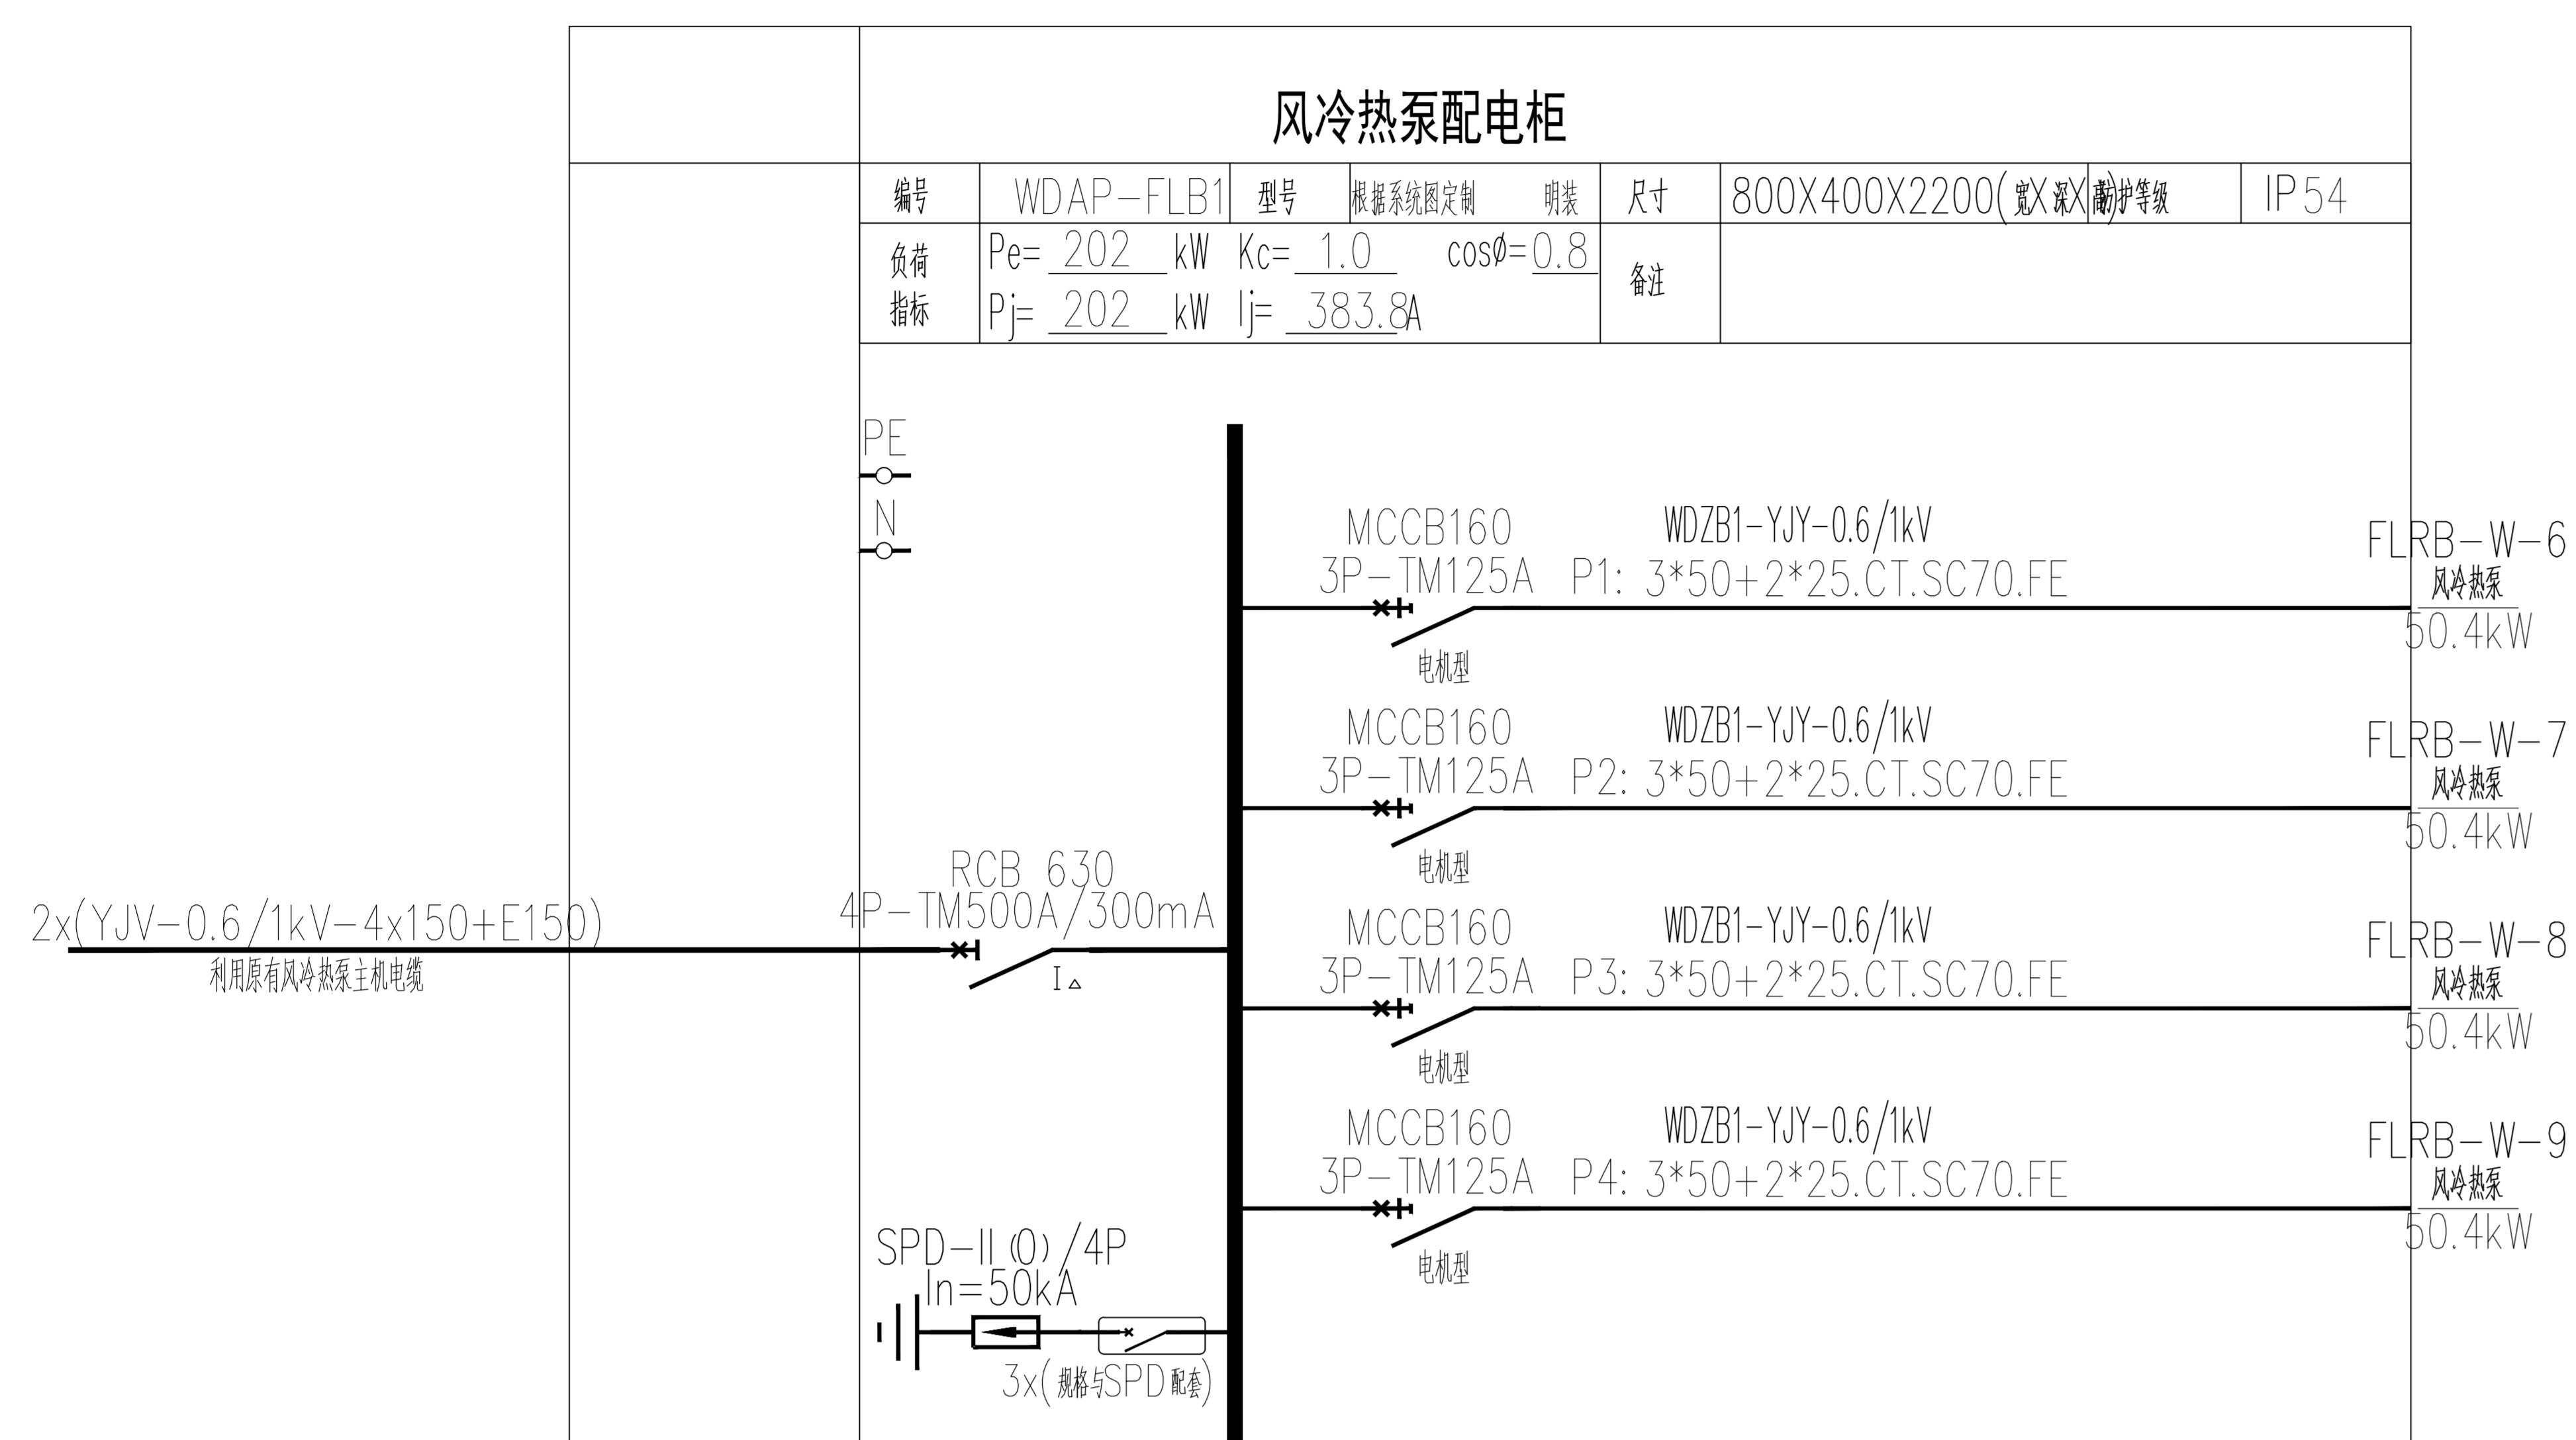 风冷热泵配电柜
编号 WDAP-FLB1 型号 根据系统图定制 明装 尺寸 800X400X2200(宽X深X高) 防护等级 IP54
负荷 Pe= 202 kW Kc= 1.0 cosø=0.8 备注
指标 Pj= 202 kW Ij= 383.8A
PE
N
MCCB160 WDZB1-YJY-0.6/1kV FLRB-W-6
3P-TM125A P1: 3*50+2*25.CT.SC70.FE 风冷热泵
50.4kW
电机型
MCCB160 WDZB1-YJY-0.6/1kV FLRB-W-7
3P-TM125A P2: 3*50+2*25.CT.SC70.FE 风冷热泵
50.4kW
电机型
RCB 630
4P-TM500A/300mA
2x(YJV-0.6/1kV-4x150+E150)
利用原有风冷热泵主机电缆
I△
MCCB160 WDZB1-YJY-0.6/1kV FLRB-W-8
3P-TM125A P3: 3*50+2*25.CT.SC70.FE 风冷热泵
50.4kW
电机型
MCCB160 WDZB1-YJY-0.6/1kV FLRB-W-9
3P-TM125A P4: 3*50+2*25.CT.SC70.FE 风冷热泵
50.4kW
电机型
SPD-II(0)/4P
In=50kA
3x(规格与SPD配套)